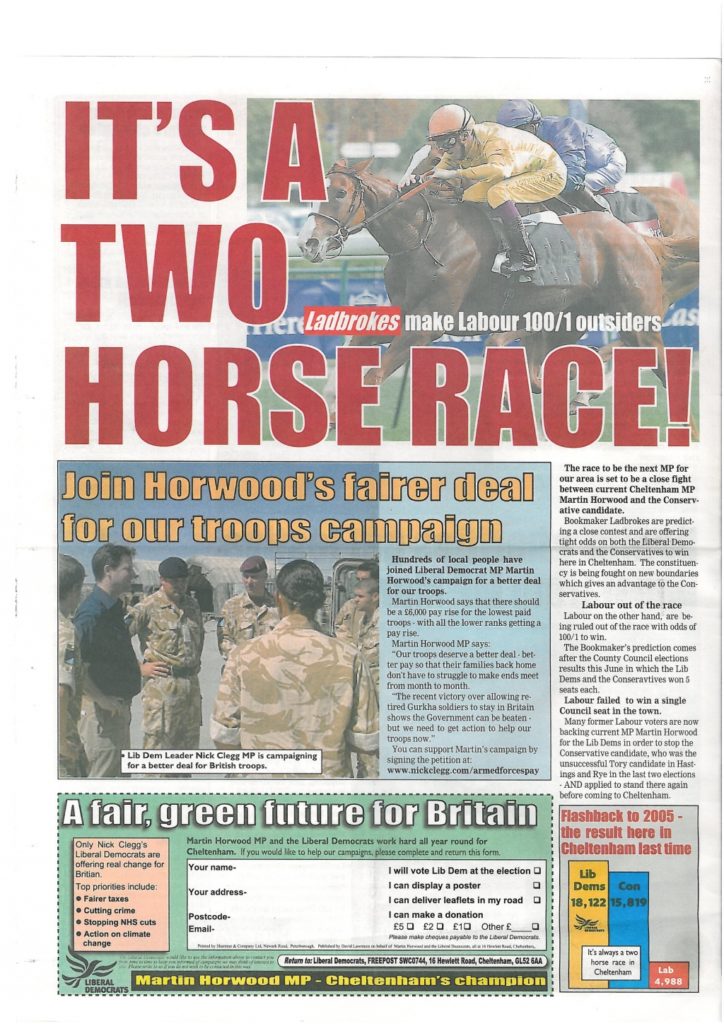 IT'S A
TWO
Ladbrokes make Labour 100/1 outsiders
HORSE RACE!
Join Horwood's fairer deal
for our troops campaign
Hundreds of local people have
joined Liberal Democrat MP Martin
Horwood's campaign for a better deal
for our troops.
Martin Horwood says that there should
be a £6,000 pay rise for the lowest paid
troops - with all the lower ranks getting a
pay rise.
Martin Horwood MP says:
"Our troops deserve a better deal - bet-
ter pay so that their families back home
don't have to struggle to make ends meet
from month to month.
"The recent victory over allowing re-
tired Gurkha soldiers to stay in Britain
shows the Government can be beaten -
but we need to get action to help our
troops now."
You can support Martin's campaign by
signing the petition at:
www.nickclegg.com/armedforcespay
• Lib Dem Leader Nick Clegg MP is campaigning
for a better deal for British troops.
The race to be the next MP for
our area is set to be a close fight
between current Cheltenham MP
Martin Horwood and the Conserv-
ative candidate.
Bookmaker Ladbrokes are predict-
ing a close contest and are offering
tight odds on both the Liberal Demo-
crats and the Conservatives to win
here in Cheltenham. The constituen-
cy is being fought on new boundaries
which gives an advantage to the Con-
servatives.
Labour out of the race
Labour on the other hand, are be-
ing ruled out of the race with odds of
100/1 to win.
The Bookmaker's prediction comes
after the County Council elections
results this June in which the Lib
Dems and the Conseravtives won 5
seats each.
Labour failed to win a single
Council seat in the town.
Many former Labour voters are now
backing current MP Martin Horwood
for the Lib Dems in order to stop the
Conservative candidate, who was the
unsuccessful Tory candidate in Hast-
ings and Rye in the last two elections
- AND applied to stand there again
before coming to Cheltenham.
A fair, green future for Britain
Only Nick Clegg's
Liberal Democrats are
offering real change for
Britian.
Top priorities include:
• Fairer taxes
• Cutting crime
• Stopping NHS cuts
• Action on climate
change
Martin Horwood MP and the Liberal Democrats work hard all year round for
Cheltenham. If you would like to help our campaigns, please complete and return this form.
Your name-
Your address-
Postcode-
Email-
I will vote Lib Dem at the election
I can display a poster
I can deliver leaflets in my road
I can make a donation
£5 £2 £1 Other £
Please make cheques payable to the Liberal Democrats.
Return to: Liberal Democrats, FREEPOST SWC0744, 16 Hewlett Road, Cheltenham, GL52 6AA
LIBERAL
DEMOCRATS
Martin Horwood MP - Cheltenham's champion
Flashback to 2005 -
the result here in
Cheltenham last time
Lib
Dems
18,122
Con
15,819
It's always a two
horse race in
Cheltenham
Lab
4,988